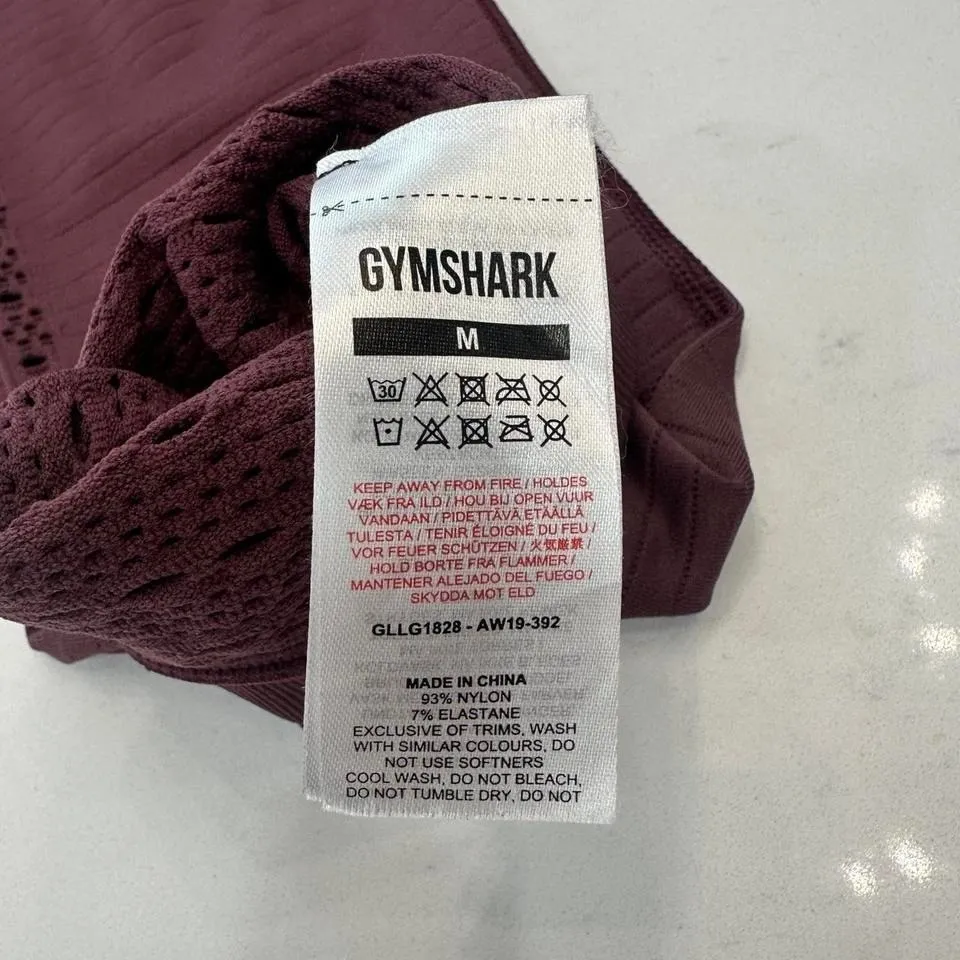 GYMSHARK
M
30
KEEP AWAY FROM FIRE / HOLDES
VÆK FRA ILD / HOU BIJ OPEN VUUR
VANDAAN / PIDETTÄVÄ ETÄÄLLÄ
TULESTA / TENIR ÉLOIGNÉ DU FEU /
VOR FEUER SCHÜTZEN / 火気厳禁 /
HOLD BORTE FRA FLAMMER /
MANTENER ALEJADO DEL FUEGO /
SKYDDA MOT ELD
GLLG1828 - AW19-392
MADE IN CHINA
93% NYLON
7% ELASTANE
EXCLUSIVE OF TRIMS, WASH
WITH SIMILAR COLOURS, DO
NOT USE SOFTNERS
COOL WASH, DO NOT BLEACH,
DO NOT TUMBLE DRY, DO NOT